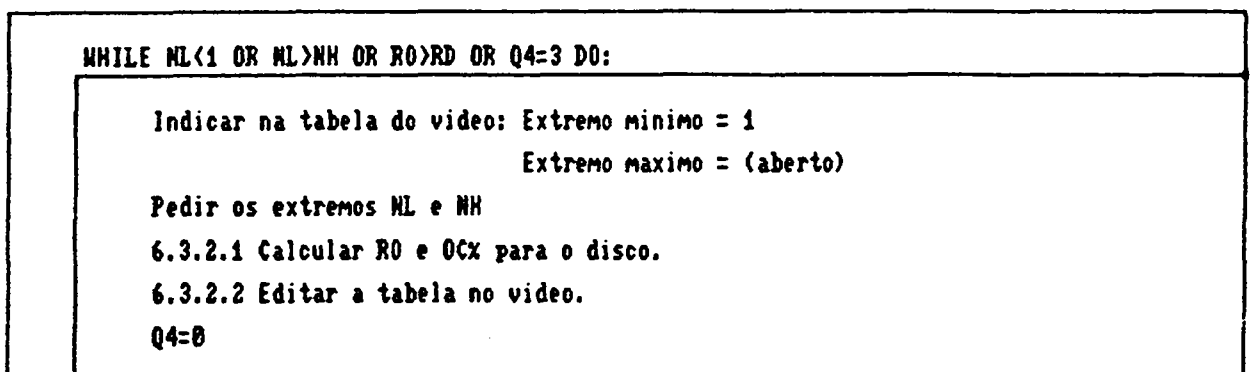 WHILE NL<1 OR NL>NH OR RO>RD OR Q4=3 DO:
Indicar na tabela do video: Extremo minimo = 1
Extremo maximo = (aberto)
Pedir os extremos NL e NH
6.3.2.1 Calcular RO e OC% para o disco.
6.3.2.2 Editar a tabela no video.
Q4=0